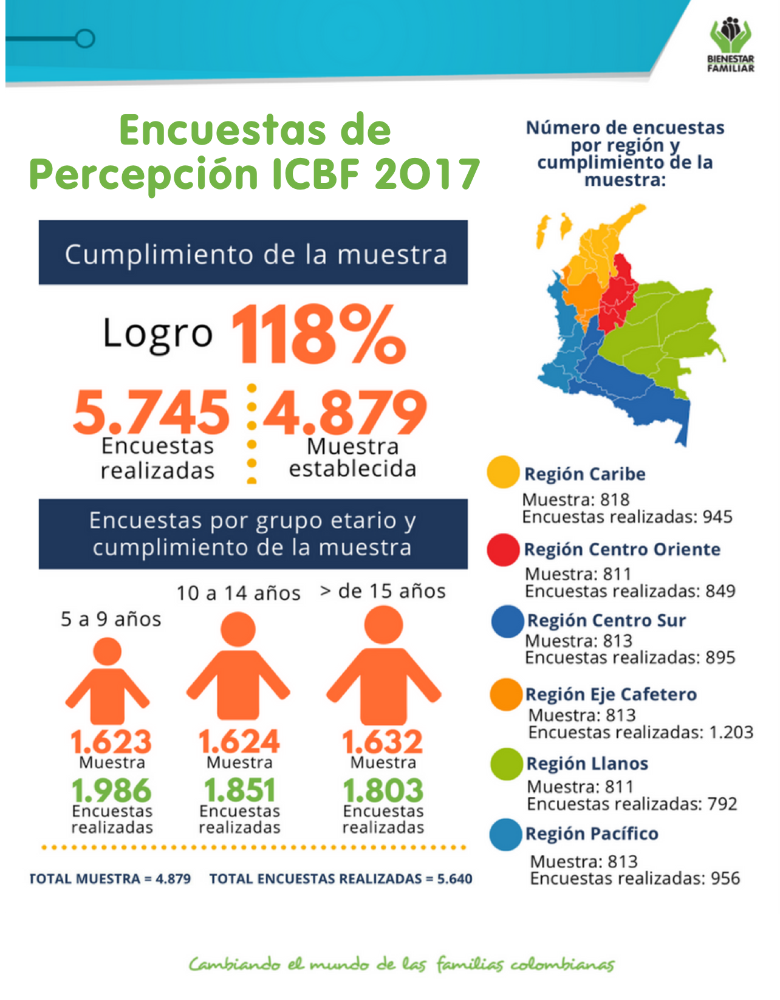 BIENESTAR
FAMILIAR
Encuestas de
Percepción ICBF 2017
Cumplimiento de la muestra
Logro 118%
5.745
Encuestas
realizadas
4.879
Muestra
establecida
Encuestas por grupo etario y
cumplimiento de la muestra
5 a 9 años
1.623
Muestra
1.986
Encuestas
realizadas
10 a 14 años
1.624
Muestra
1.851
Encuestas
realizadas
> de 15 años
1.632
Muestra
1.803
Encuestas
realizadas
TOTAL MUESTRA = 4.879
TOTAL ENCUESTAS REALIZADAS = 5.640
Número de encuestas
por región y
cumplimiento de la
muestra:
Región Caribe
Muestra: 818
Encuestas realizadas: 945
Región Centro Oriente
Muestra: 811
Encuestas realizadas: 849
Región Centro Sur
Muestra: 813
Encuestas realizadas: 895
Región Eje Cafetero
Muestra: 813
Encuestas realizadas: 1.203
Región Llanos
Muestra: 811
Encuestas realizadas: 792
Región Pacífico
Muestra: 813
Encuestas realizadas: 956
Cambiando el mundo de las familias colombianas